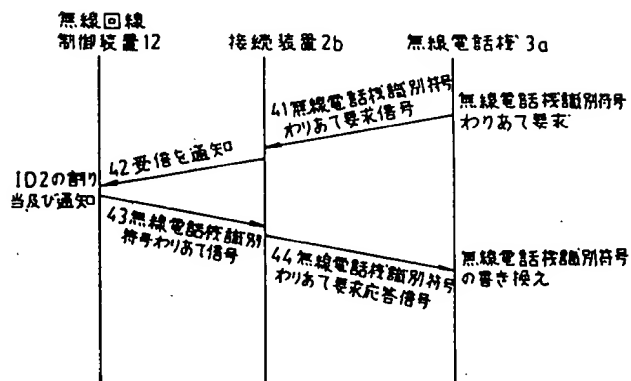 無線回線
制御装置12
接続装置2b
無線電話機3a
41無線電話機識別符号
わりあて要求信号
無線電話機識別符号
わりあて要求
42受信を通知
ID2の割り
当及び通知
43無線電話機識別
符号わりあて信号
44無線電話機識別符号
わりあて要求応答信号
無線電話機識別符号
の書き換え